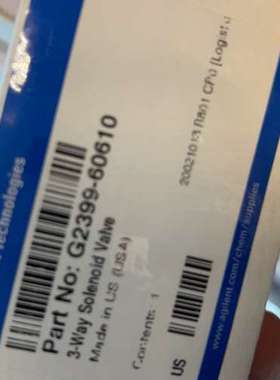 Technologies
Part No: G2399-60610
3-Way Solenoid Valve
Made in US (USA)
Contents: 1
US
www.agilent.com/chem/supplies